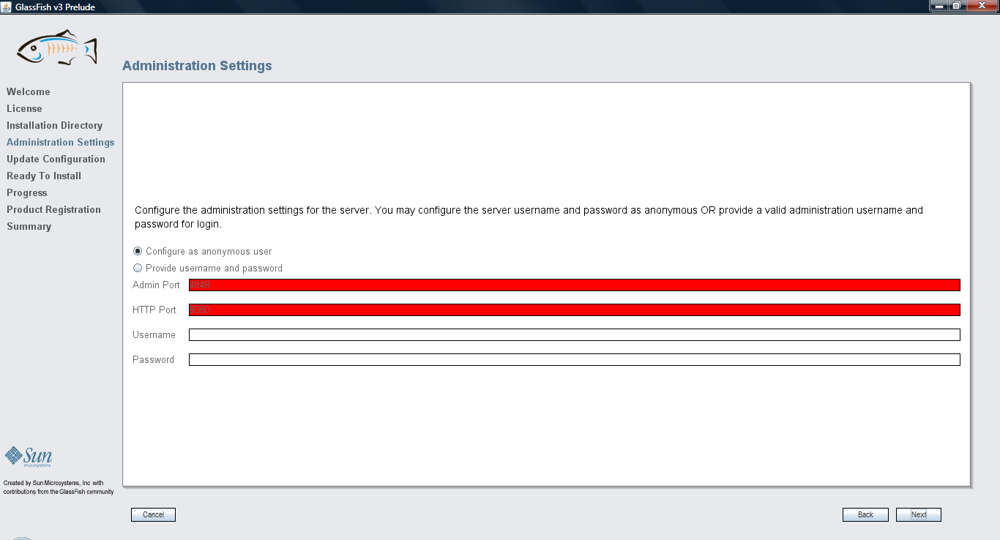 GlassFish v3 Prelude
Administration Settings
Welcome
License
Installation Directory
Administration Settings
Update Configuration
Ready To Install
Progress
Product Registration
Summary
Configure the administration settings for the server. You may configure the server username and password as anonymous OR provide a valid administration username and
password for login.
Configure as anonymous user
Provide username and password
Admin Port 4848
HTTP Port 8080
Username
Password
Sun
microsystems
Created by Sun Microsystems, Inc with
contributions from the GlassFish community
Cancel
Back
Next